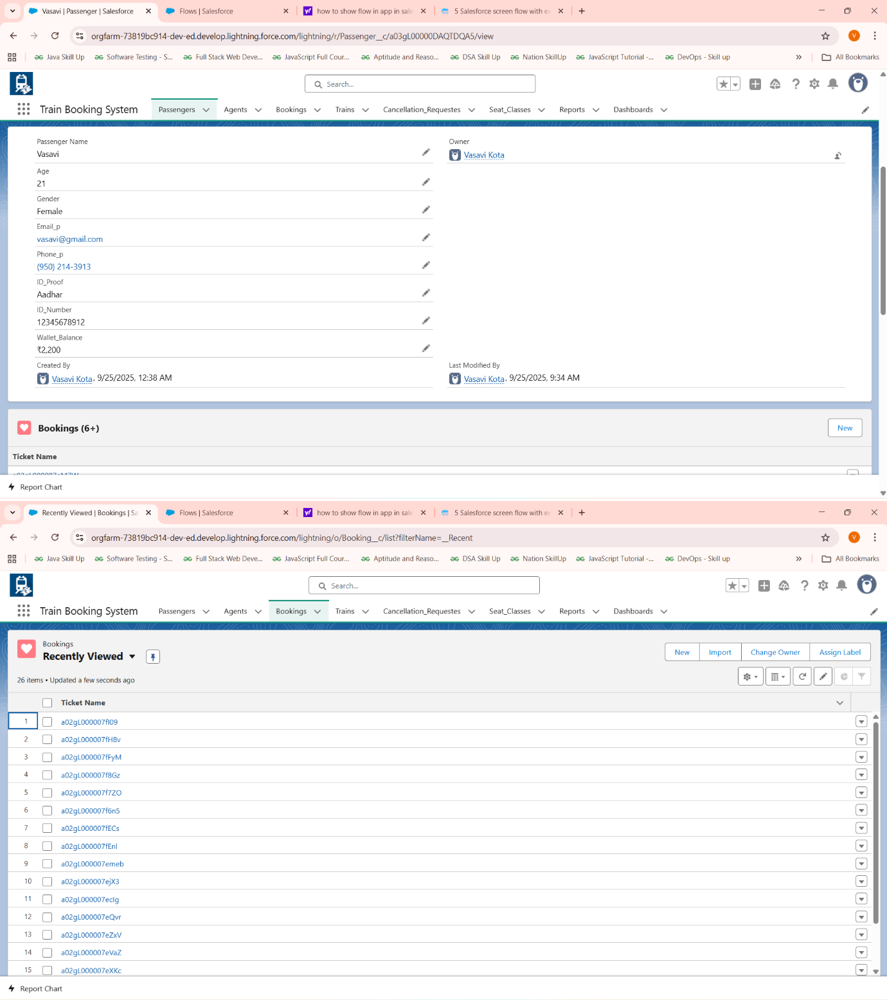 Vasavi | Passenger | Salesforce
Flows | Salesforce
how to show flow in app in sale
5 Salesforce screen flow with ex
orgfarm-73819bc914-dev-ed.develop.lightning.force.com/lightning/r/Passenger__c/a03gL00000DAQTDQA5/view
V
Java Skill Up
Software Testing - S...
Full Stack Web Deve...
JavaScript Full Cour...
Aptitude and Reaso...
DSA Skill Up
Nation SkillUp
JavaScript Tutorial -...
DevOps - Skill up
»
All Bookmarks
Search...
Train Booking System
Passengers
Agents
Bookings
Trains
Cancellation_Requestes
Seat_Classes
Reports
Dashboards
Passenger Name
Vasavi
Owner
Vasavi Kota
Age
21
Gender
Female
Email_p
vasavi@gmail.com
Phone_p
(950) 214-3913
ID_Proof
Aadhar
ID_Number
12345678912
Wallet_Balance
₹2,200
Created By
Vasavi Kota, 9/25/2025, 12:38 AM
Last Modified By
Vasavi Kota, 9/25/2025, 9:34 AM
Bookings (6+)
New
Ticket Name
Report Chart
Recently Viewed | Bookings | Sa
Flows | Salesforce
how to show flow in app in sale
5 Salesforce screen flow with ex
orgfarm-73819bc914-dev-ed.develop.lightning.force.com/lightning/o/Booking__c/list?filterName=__Recent
V
Java Skill Up
Software Testing - S...
Full Stack Web Deve...
JavaScript Full Cour...
Aptitude and Reaso...
DSA Skill Up
Nation SkillUp
JavaScript Tutorial -...
DevOps - Skill up
»
All Bookmarks
Search...
Train Booking System
Passengers
Agents
Bookings
Trains
Cancellation_Requestes
Seat_Classes
Reports
Dashboards
Bookings
Recently Viewed
New
Import
Change Owner
Assign Label
26 items • Updated a few seconds ago
Ticket Name
1 a02gL000007fI09
2 a02gL000007fH8v
3 a02gL000007fFyM
4 a02gL000007f8Gz
5 a02gL000007f7ZO
6 a02gL000007f6n5
7 a02gL000007fECs
8 a02gL000007fEnl
9 a02gL000007emeb
10 a02gL000007ejX3
11 a02gL000007ecIg
12 a02gL000007eQvr
13 a02gL000007eZxV
14 a02gL000007eVaZ
15 a02gL000007eXKc
Report Chart